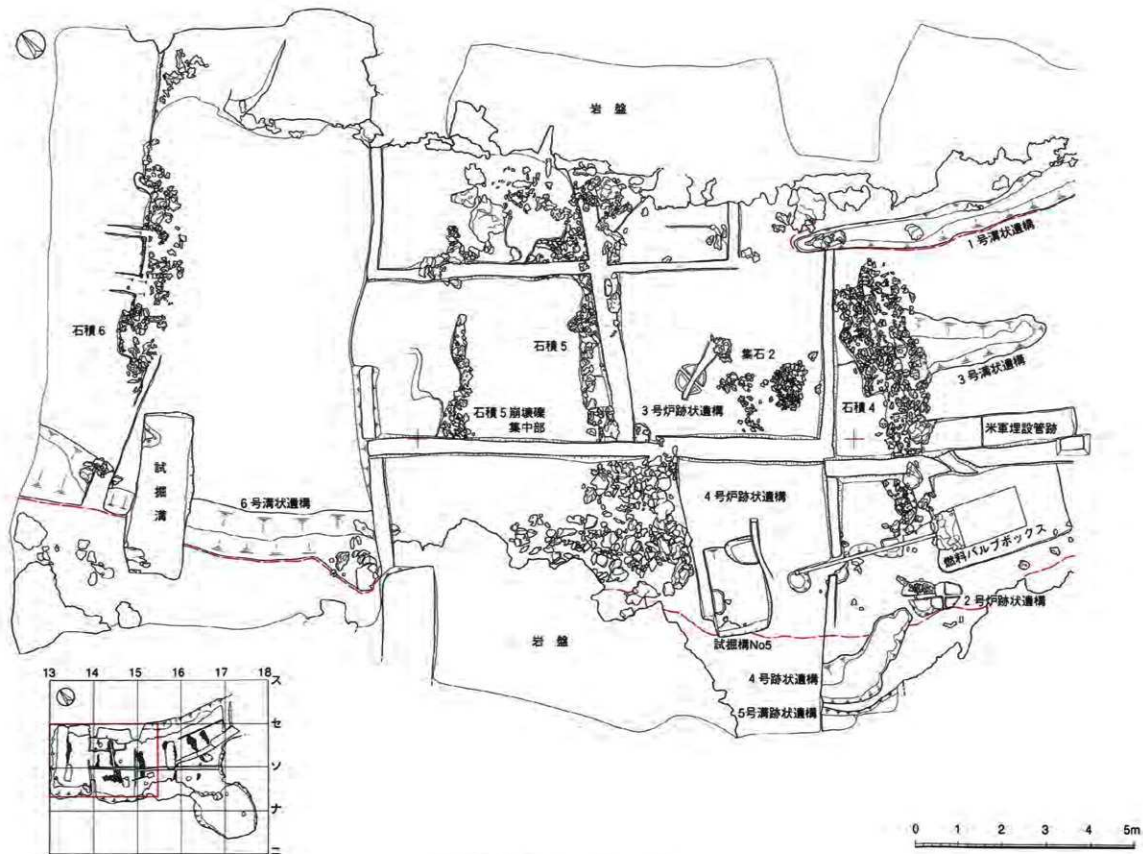 岩盤
1号溝状遺構
石積6
石積5
集石2
3号溝状遺構
石積5崩壊礫
集中部
3号炉跡状遺構
石積4
米軍埋設管跡
試掘溝
6号溝状遺構
4号炉跡状遺構
燃料バルブボックス
2号炉跡状遺構
岩盤
試掘構No5
4号跡状遺構
5号溝跡状遺構
13 14 15 16 17 18
ス
セ
ソ
ナ
ニ
0 1 2 3 4 5m